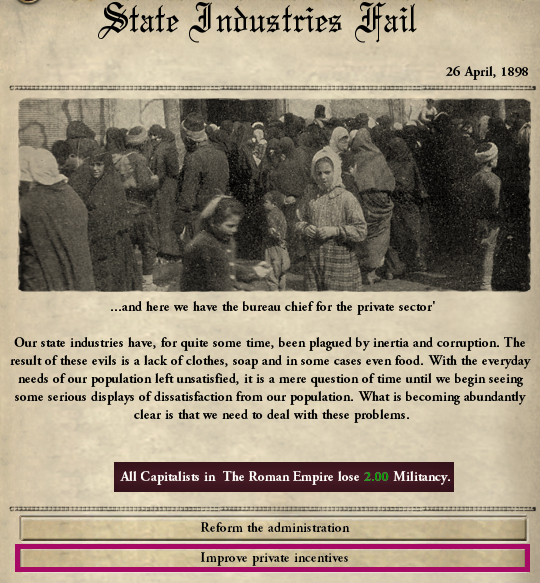 State Industries Fail
26 April, 1898
...and here we have the bureau chief for the private sector'
Our state industries have, for quite some time, been plagued by inertia and corruption. The
result of these evils is a lack of clothes, soap and in some cases even food. With the everyday
needs of our population left unsatisfied, it is a mere question of time until we begin seeing
some serious displays of dissatisfaction from our population. What is becoming abundantly
clear is that we need to deal with these problems.
All Capitalists in The Roman Empire lose 2.00 Militancy.
Reform the administration
Improve private incentives